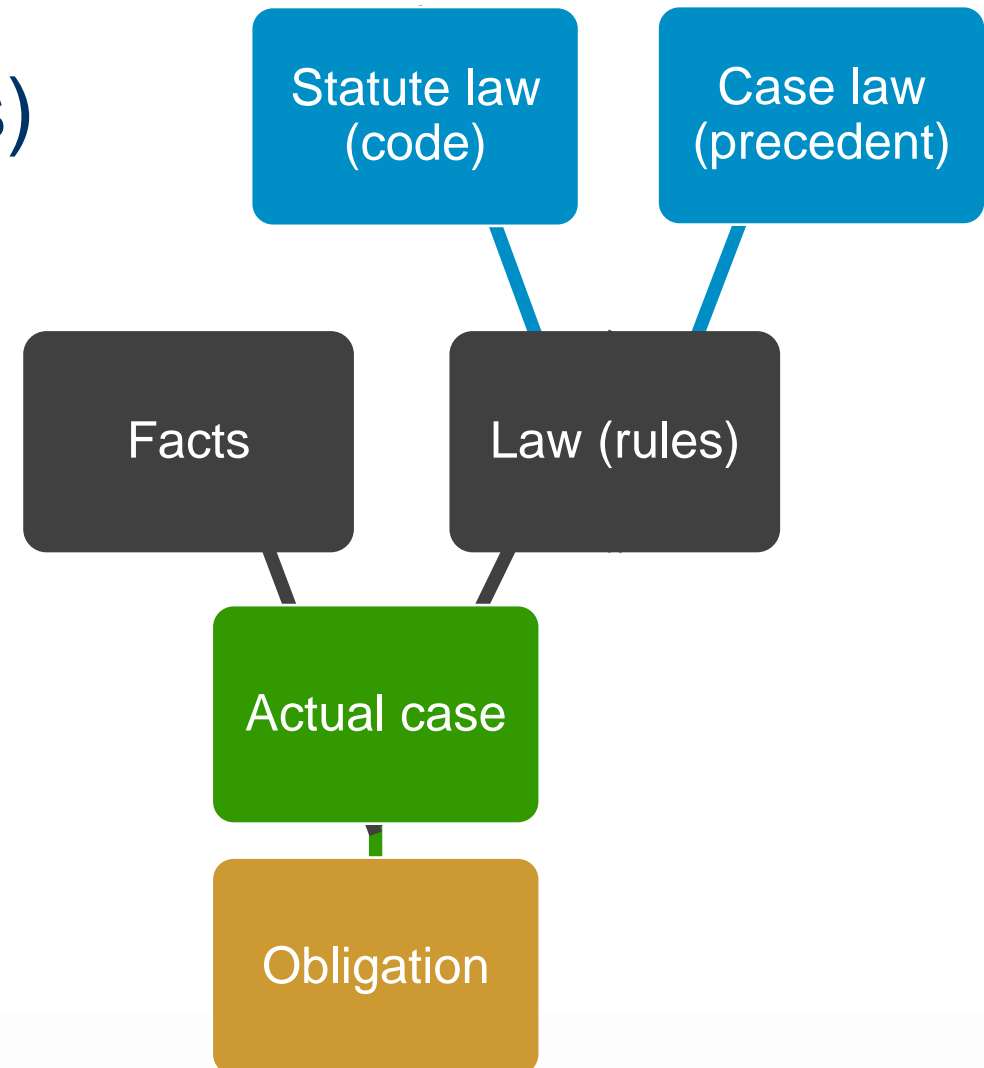 s)
Statute law
(code)
Case law
(precedent)
Facts
Law (rules)
Actual case
Obligation